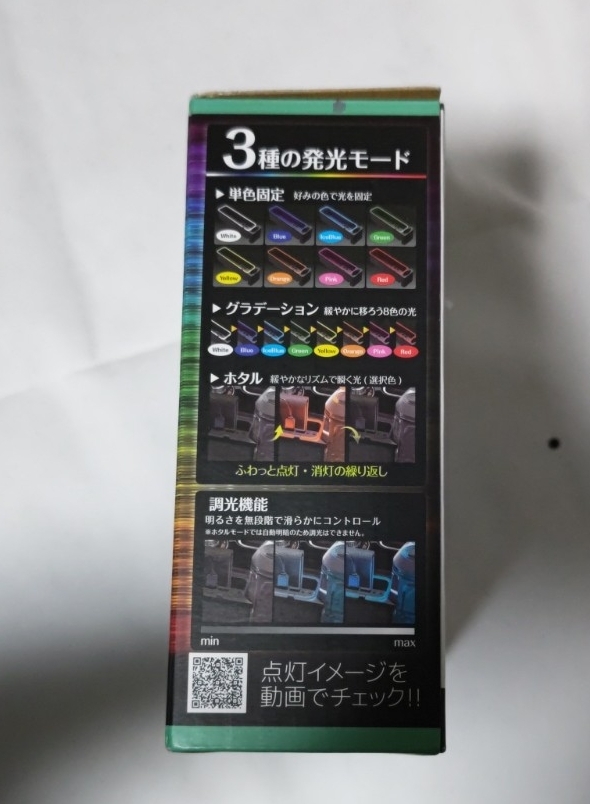 3種の発光モード
▶単色固定 好みの色で光を固定
White Blue IceBlue Green
Yellow Orange Pink Red
▶グラデーション 緩やかに移ろう8色の光
White Blue IceBlue Green Yellow Orange Pink Red
▶ホタル 緩やかなリズムで瞬く光(選択色)
ふわっと点灯・消灯の繰り返し
調光機能
明るさを無段階で滑らかにコントロール
※ホタルモードでは自動明暗のため調光はできません。
min max
点灯イメージを
動画でチェック!!